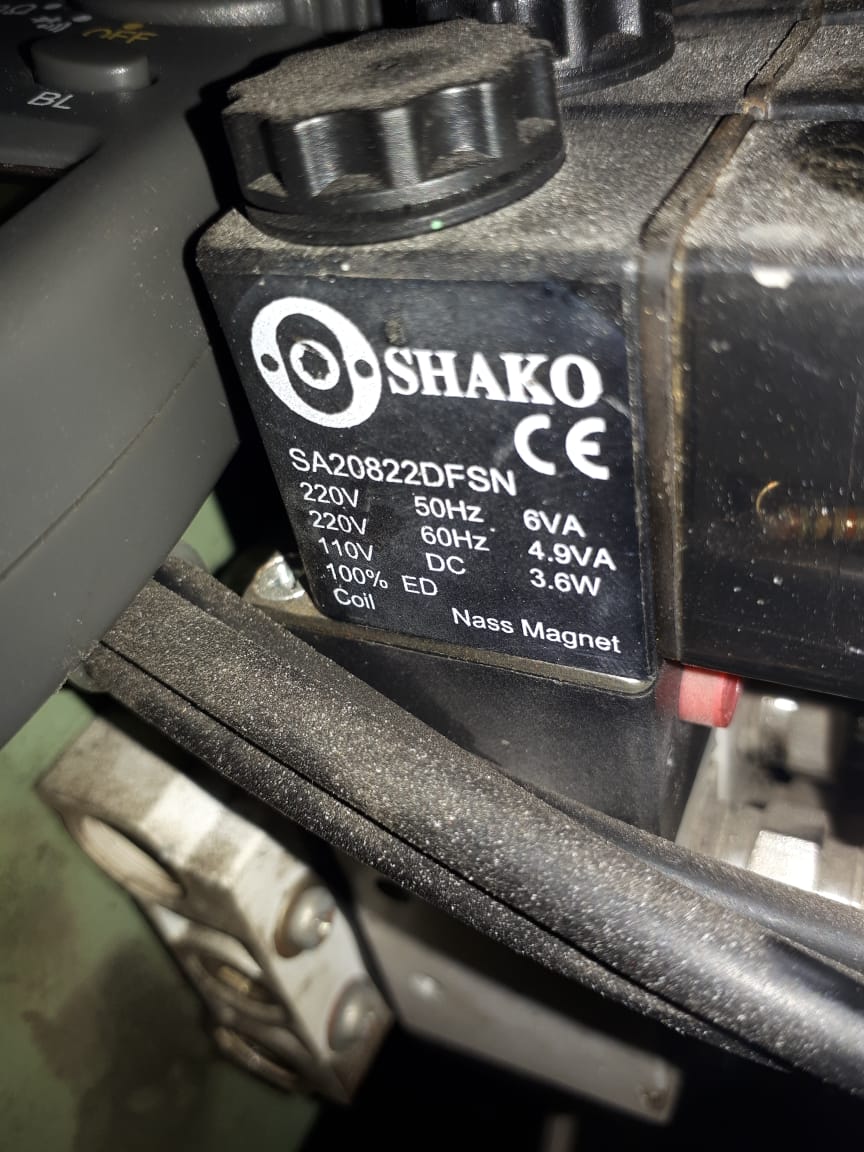 OFF
BL
SHAKO
CE
SA20822DFSN
220V 50Hz 6VA
220V 60Hz 4.9VA
110V DC 3.6W
100% ED
Coil Nass Magnet